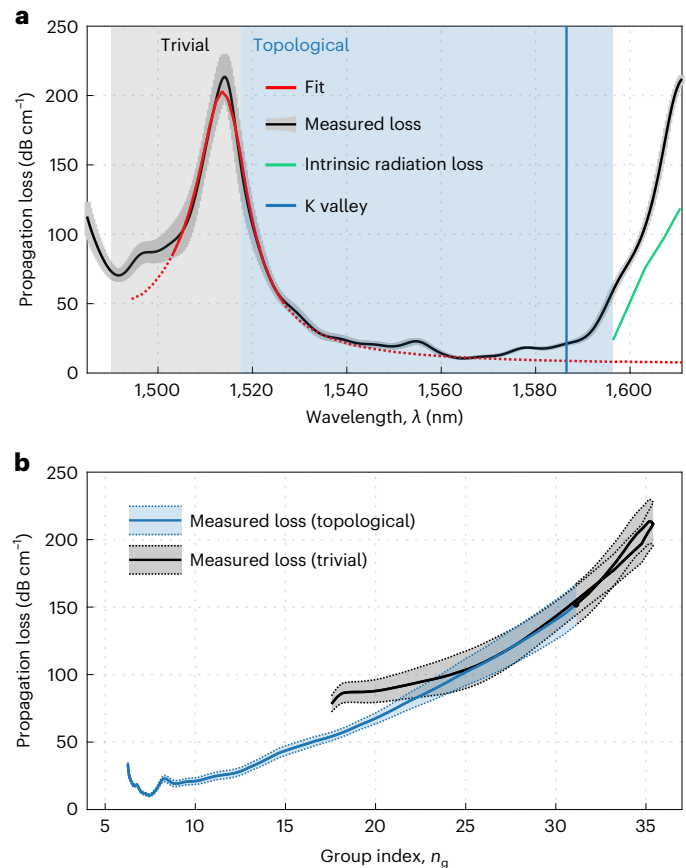 a
250
200
150
100
50
0
Propagation loss (dB cm⁻¹)
Trivial
Topological
Fit
Measured loss
Intrinsic radiation loss
K valley
1,500
1,520
1,540
1,560
1,580
1,600
Wavelength, λ (nm)
b
250
200
150
100
50
0
Propagation loss (dB cm⁻¹)
Measured loss (topological)
Measured loss (trivial)
5
10
15
20
25
30
35
Group index, n_g